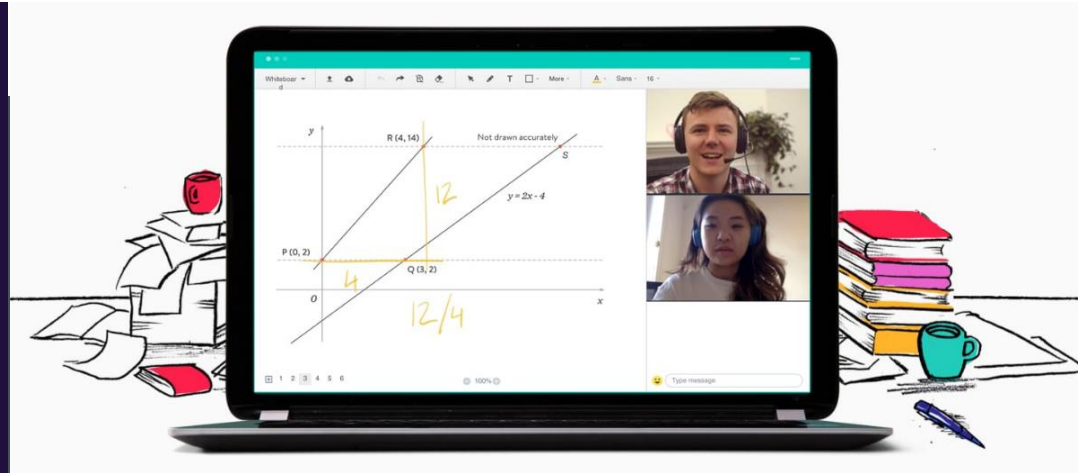 Whiteboar
d
T
More
A
Sans
16
y
R (4, 14)
Not drawn accurately
S
12
y = 2x - 4
P (0, 2)
Q (3, 2)
4
O
x
12/4
1 2 3 4 5 6
100%
Type message